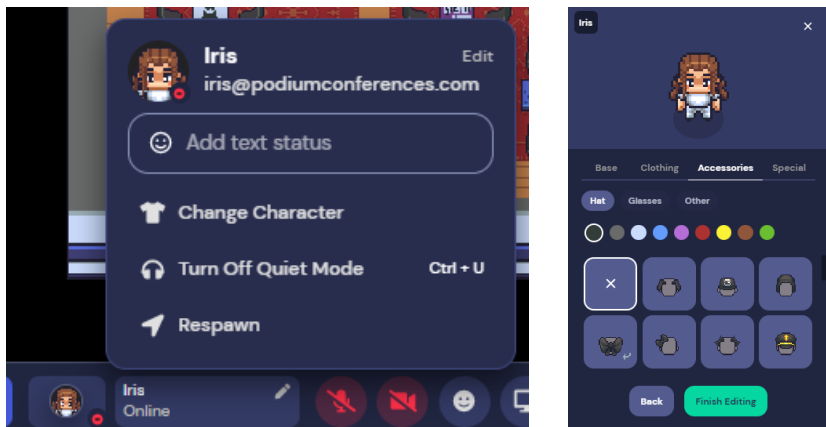 Iris
Edit
iris@podiumconferences.com
Add text status
Change Character
Turn Off Quiet Mode
Ctrl + U
Respawn
Iris
Online
Iris
Base
Clothing
Accessories
Special
Hat
Glasses
Other
Back
Finish Editing